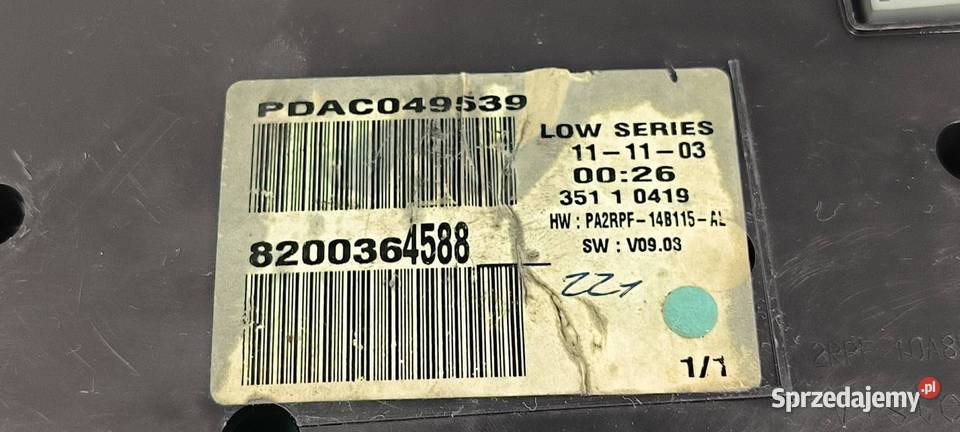 PDAC049539
LOW SERIES
11-11-03
00:26
351 1 0419
HW : PA2RPF-14B115-AL
SW : V09.03
8200364588
221
1/1
Sprzedajemy.pl